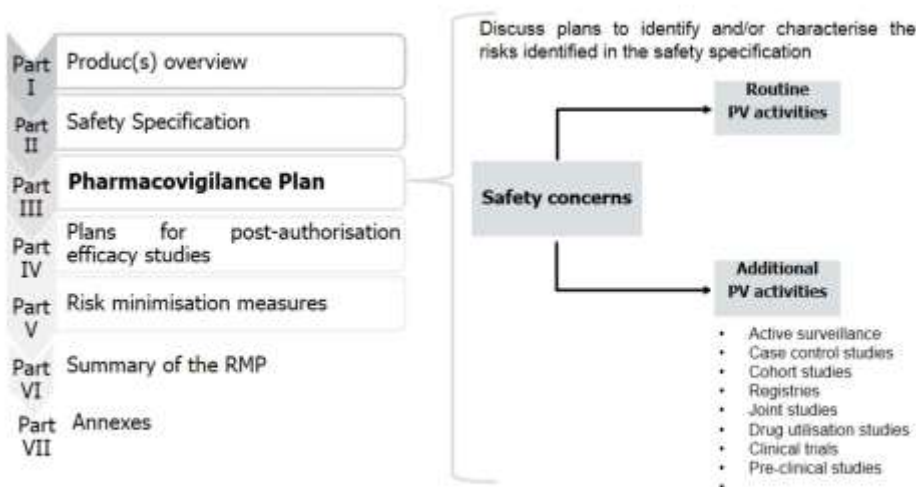 Part I
Produc(s) overview
Part II
Safety Specification
Part III
Pharmacovigilance Plan
Part IV
Plans for post-authorisation
efficacy studies
Part V
Risk minimisation measures
Part VI
Summary of the RMP
Part VII
Annexes
Discuss plans to identify and/or characterise the
risks identified in the safety specification
Safety concerns
Routine
PV activities
Additional
PV activities
• Active surveillance
• Case control studies
• Cohort studies
• Registries
• Joint studies
• Drug utilisation studies
• Clinical trials
• Pre-clinical studies
•